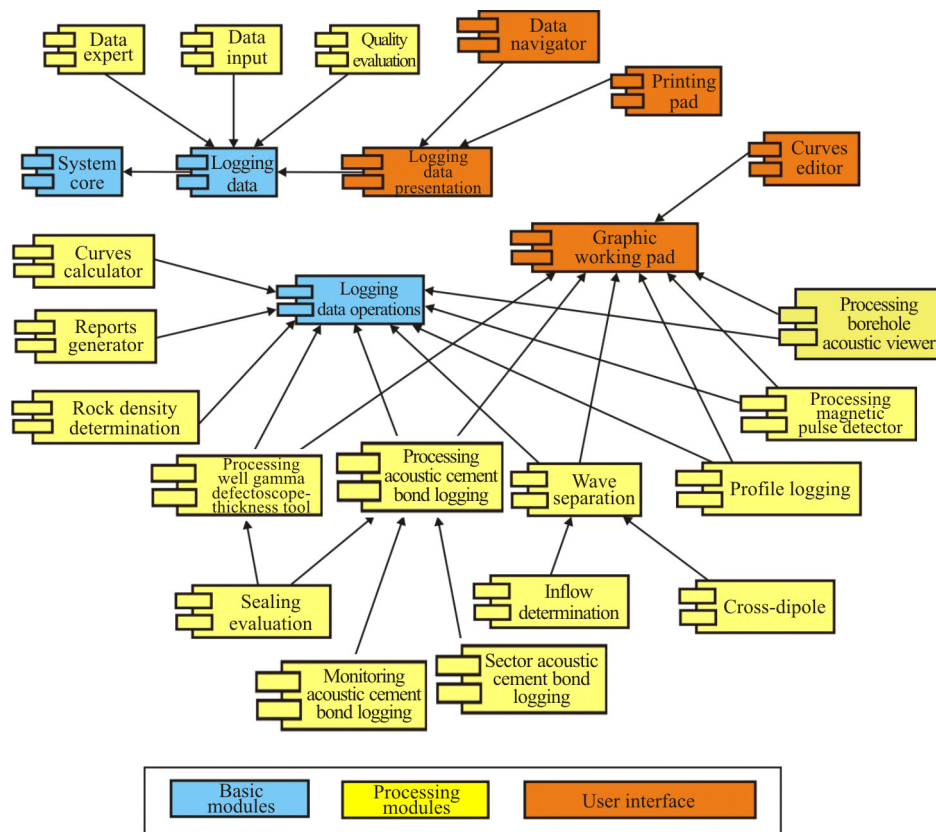 Data
expert
Data
input
Quality
evaluation
Data
navigator
Printing
pad
System
core
Logging
data
Logging
data
presentation
Curves
editor
Curves
calculator
Graphic
working pad
Logging
data operations
Reports
generator
Processing
borehole
acoustic viewer
Rock density
determination
Processing
magnetic
pulse detector
Processing
well gamma
defectoscope-
thickness tool
Processing
acoustic cement
bond logging
Wave
separation
Profile logging
Sealing
evaluation
Inflow
determination
Cross-dipole
Monitoring
acoustic cement
bond logging
Sector acoustic
cement bond
logging
Basic
modules
Processing
modules
User interface